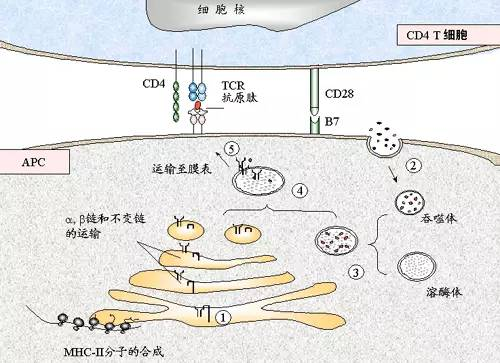 细胞核
CD4 T 细胞
CD4
TCR
抗原肽
CD28
B7
APC
⑤
运输至膜表
②
④
吞噬体
α, β链和不变链
的运输
③
溶酶体
①
MHC-II分子的合成